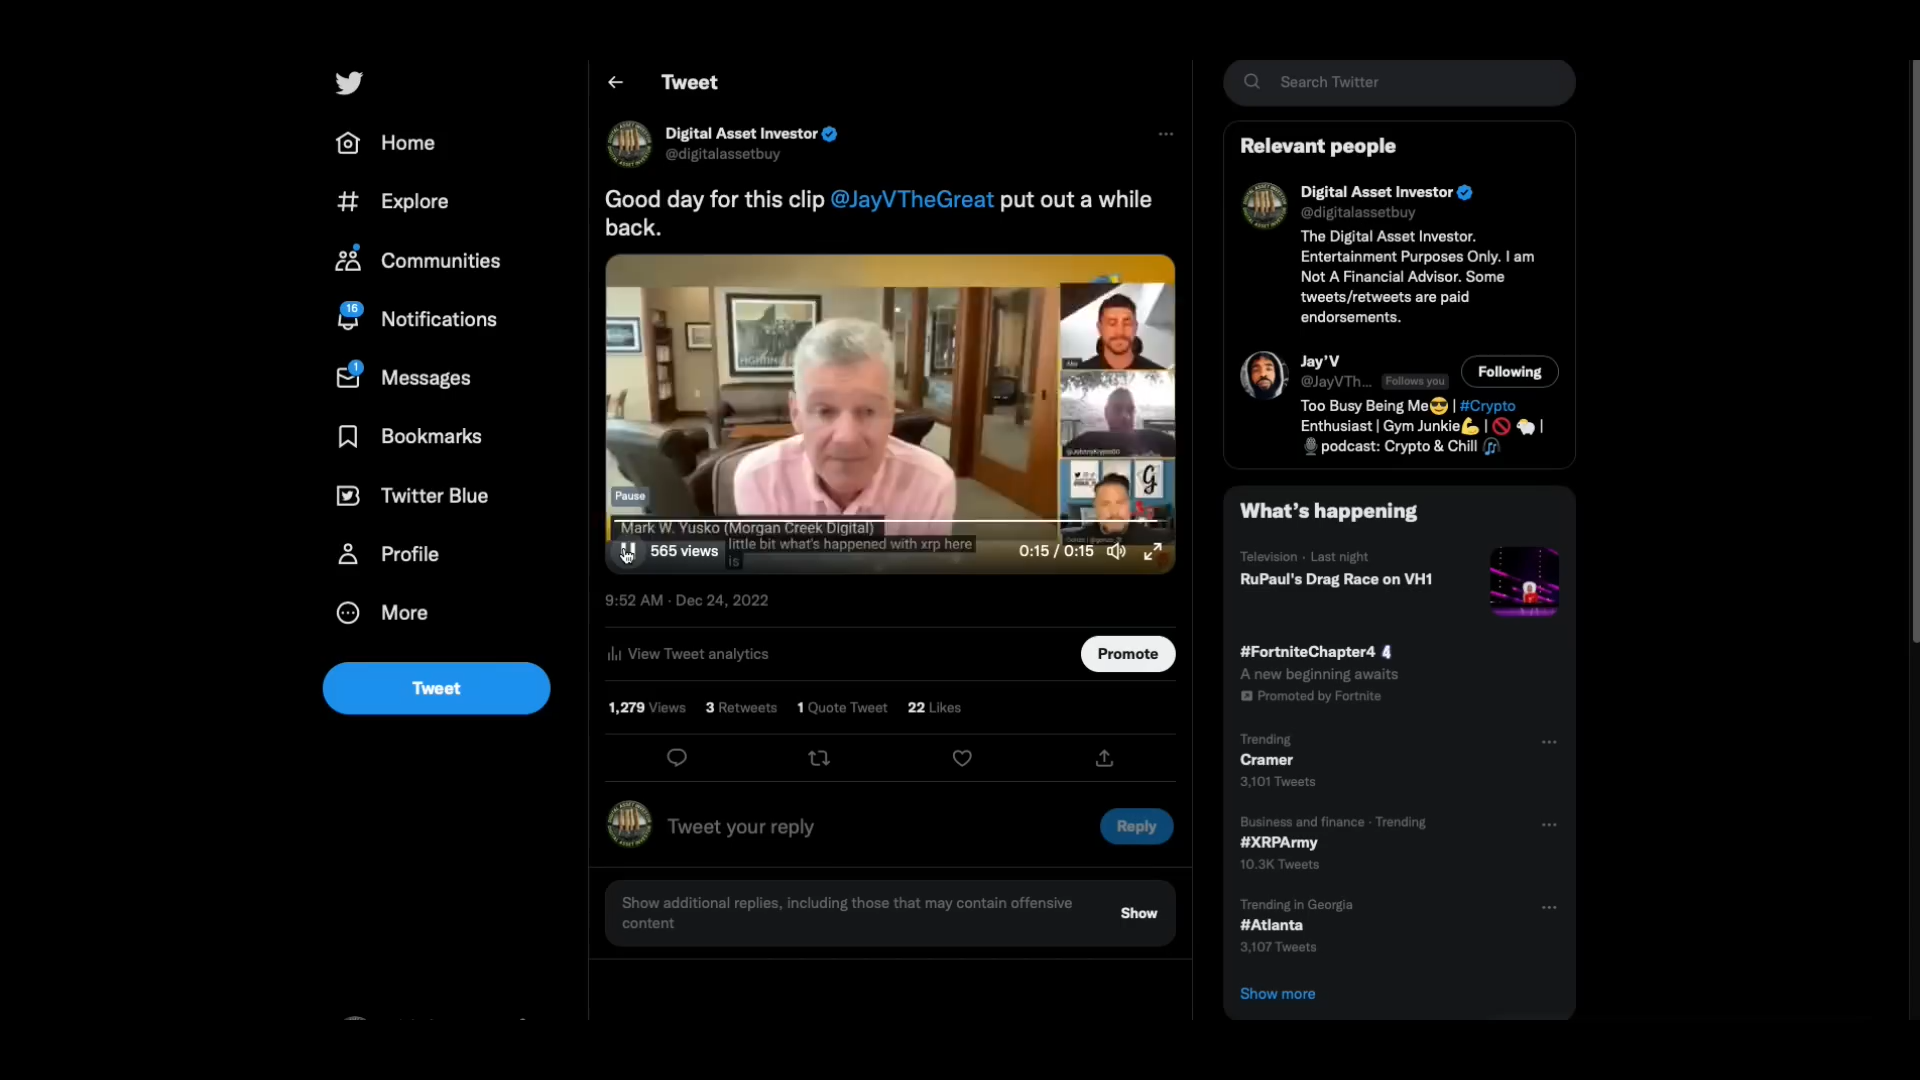 Home
Explore
Communities
16
Notifications
1
Messages
Bookmarks
Twitter Blue
Profile
More
Tweet
Tweet
Digital Asset Investor
@digitalassetbuy
Good day for this clip @JayVTheGreat put out a while
back.
Pause
Mark W. Yusko (Morgan Creek Digital)
little bit what's happened with xrp here
is
565 views
0:15 / 0:15
Alex
9:52 AM · Dec 24, 2022
View Tweet analytics
Promote
1,279 Views 3 Retweets 1 Quote Tweet 22 Likes
Tweet your reply
Reply
Show additional replies, including those that may contain offensive
content
Show
Search Twitter
Relevant people
Digital Asset Investor
@digitalassetbuy
The Digital Asset Investor.
Entertainment Purposes Only. I am
Not A Financial Advisor. Some
tweets/retweets are paid
endorsements.
Jay'V
@JayVTh... Follows you
Following
Too Busy Being Me😎 | #Crypto
Enthusiast | Gym Junkie💪 | 🚫 🐑 |
🎙podcast: Crypto & Chill 🎼
What's happening
Television · Last night
RuPaul's Drag Race on VH1
#FortniteChapter4
A new beginning awaits
Promoted by Fortnite
Trending
Cramer
3,101 Tweets
Business and finance · Trending
#XRPArmy
10.3K Tweets
Trending in Georgia
#Atlanta
3,107 Tweets
Show more